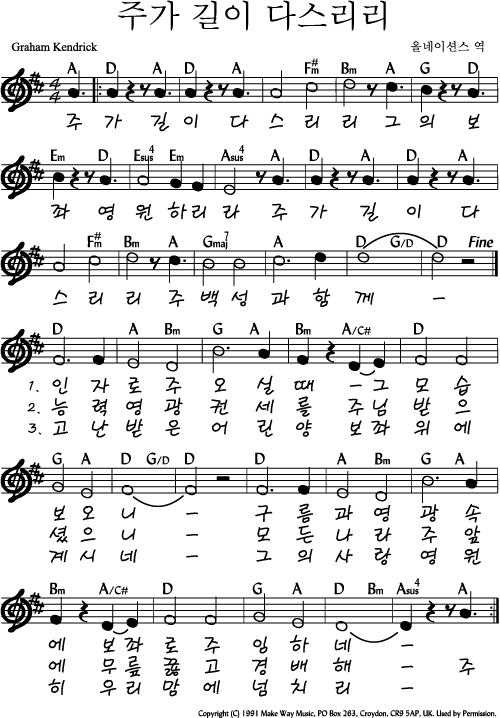 주가 길이 다스리리
Graham Kendrick 올네이션스 역
A D A D A F#m Bm A G D
4/4
주 가 길 이 다 스 리 리 그 의 보
Em D Esus4 Em Asus4 A D A D
좌 영 원 하 리 라 주 가 길 이 다
A F#m Bm A Gmaj7 A D G/D D Fine
스 리 리 주 백 성 과 함 께 -
D A Bm G A Bm A/C# D
1. 인 자 로 주 오 실 때 - 그 모 습
2. 능 력 영 광 권 세 를 주 님 받 으
3. 고 난 받 은 어 린 양 보 좌 위 에
G A D G/D D D A Bm G A
보 오 니 - 구 름 과 영 광 속
셨 으 니 - 모 든 나 라 주 앞
계 시 네 - 그 의 사 랑 영 원
Bm A/C# D G A D Bm Asus4 A
에 보 좌 로 주 임 하 네 -
에 무 릎 꿇 고 경 배 해 - 주
히 우 리 맘 에 넘 치 리 -
Copyright (C) 1991 Make Way Music, PO Box 263, Croydon, CR9 5AP, UK. Used by Permission.